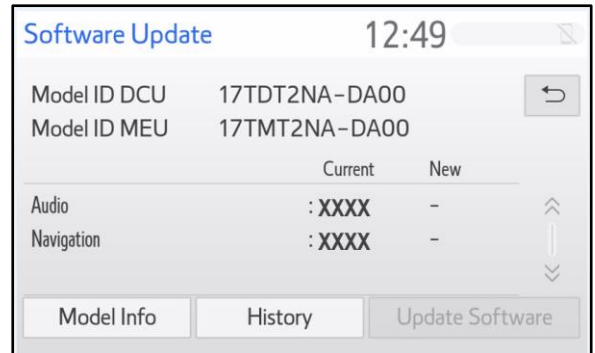 Software Update 12:49
Model ID DCU 17TDT2NA-DA00
Model ID MEU 17TMT2NA-DA00
Current New
Audio : XXXX -
Navigation : XXXX -
Model Info History Update Software